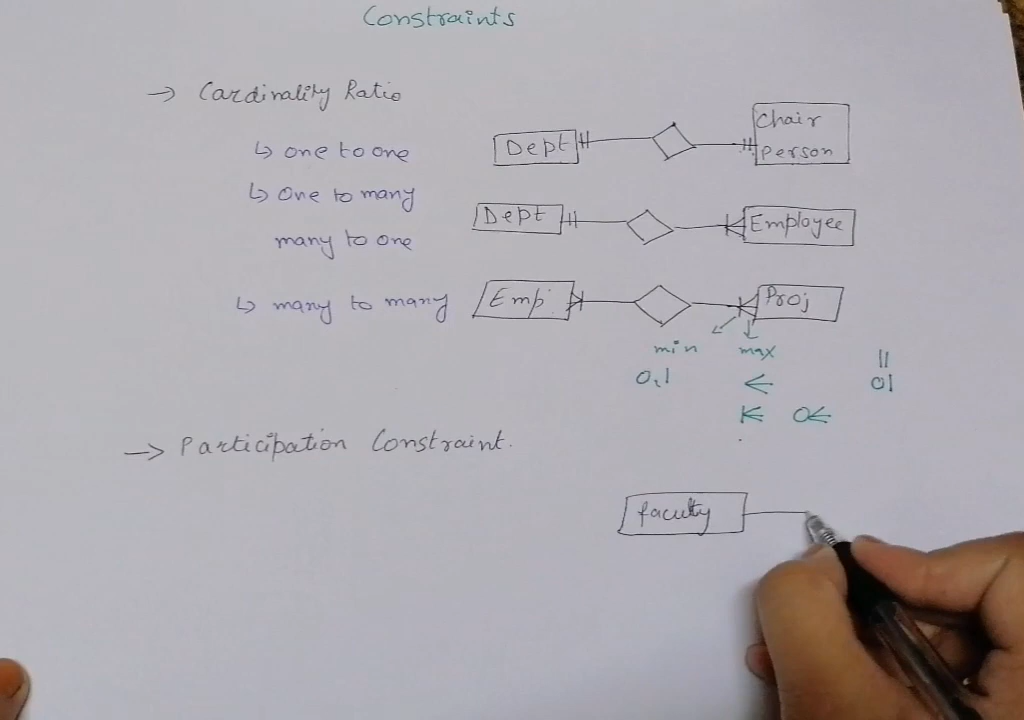 Constraints
→ Cardinality Ratio
↳ one to one
Dept
Chair
Person
↳ One to many
Dept
Employee
many to one
↳ many to many
Emp.
Proj
min max
0,1
01
→ Participation Constraint.
faculty